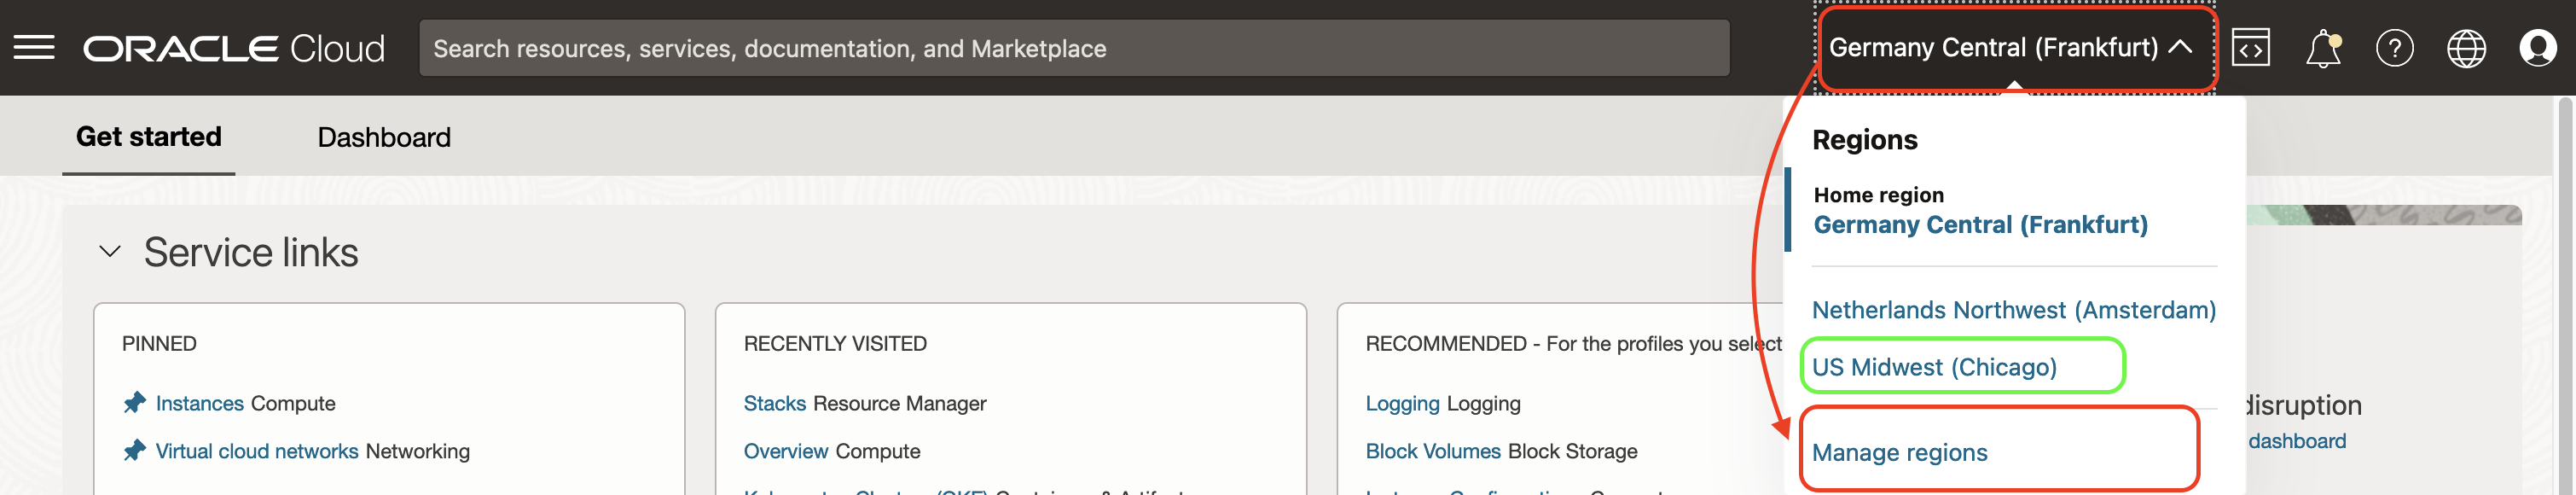 ORACLE Cloud
Search resources, services, documentation, and Marketplace
Germany Central (Frankfurt)
Get started
Dashboard
Regions
Home region
Germany Central (Frankfurt)
Netherlands Northwest (Amsterdam)
US Midwest (Chicago)
Manage regions
Service links
PINNED
Instances Compute
Virtual cloud networks Networking
RECENTLY VISITED
Stacks Resource Manager
Overview Compute
RECOMMENDED - For the profiles you select
Logging Logging
Block Volumes Block Storage
disruption
dashboard